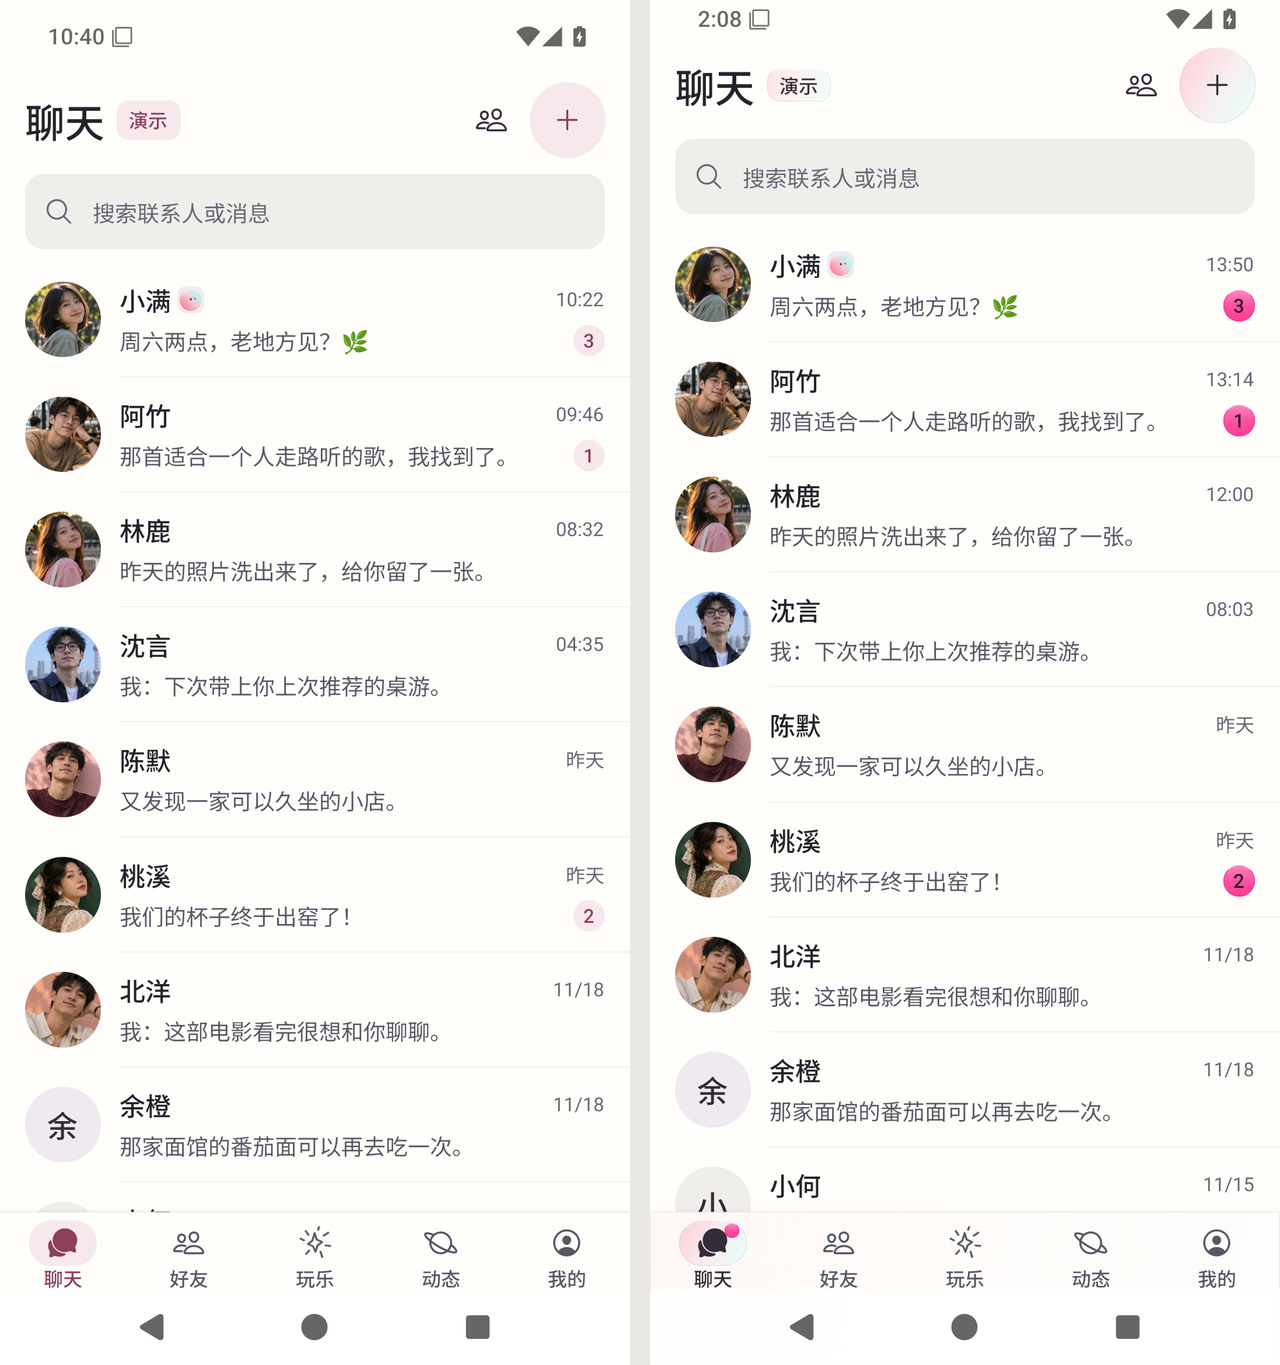 10:40
聊天 演示
搜索联系人或消息
小满 10:22
周六两点，老地方见？🌿 3
阿竹 09:46
那首适合一个人走路听的歌，我找到了。 1
林鹿 08:32
昨天的照片洗出来了，给你留了一张。
沈言 04:35
我：下次带上你上次推荐的桌游。
陈默 昨天
又发现一家可以久坐的小店。
桃溪 昨天
我们的杯子终于出窑了！ 2
北洋 11/18
我：这部电影看完很想和你聊聊。
余 余橙 11/18
那家面馆的番茄面可以再去吃一次。
聊天 好友 玩乐 动态 我的
2:08
聊天 演示
搜索联系人或消息
小满 13:50
周六两点，老地方见？🌿 3
阿竹 13:14
那首适合一个人走路听的歌，我找到了。 1
林鹿 12:00
昨天的照片洗出来了，给你留了一张。
沈言 08:03
我：下次带上你上次推荐的桌游。
陈默 昨天
又发现一家可以久坐的小店。
桃溪 昨天
我们的杯子终于出窑了！ 2
北洋 11/18
我：这部电影看完很想和你聊聊。
余 余橙 11/18
那家面馆的番茄面可以再去吃一次。
小 小何 11/15
聊天 好友 玩乐 动态 我的